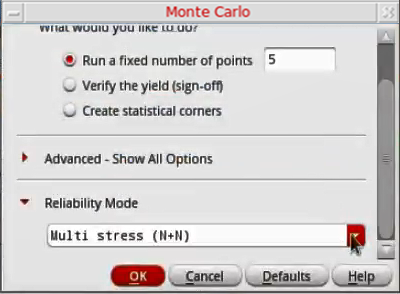 Monte Carlo
What would you like to do?
Run a fixed number of points 5
Verify the yield (sign-off)
Create statistical corners
Advanced - Show All Options
Reliability Mode
Multi stress (N+N)
OK Cancel Defaults Help